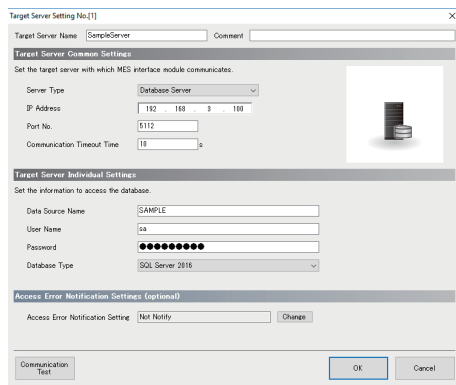 Target Server Setting No.[1]
Target Server Name SampleServer Comment
Target Server Common Settings
Set the target server with which MES interface module communicates.
Server Type Database Server
IP Address 192 . 168 . 3 . 100
Port No. 5112
Communication Timeout Time 10 s
Target Server Individual Settings
Set the information to access the database.
Data Source Name SAMPLE
User Name sa
Password ●●●●●●●●●
Database Type SQL Server 2016
Access Error Notification Settings (optional)
Access Error Notification Setting Not Notify Change
Communication
Test
OK Cancel